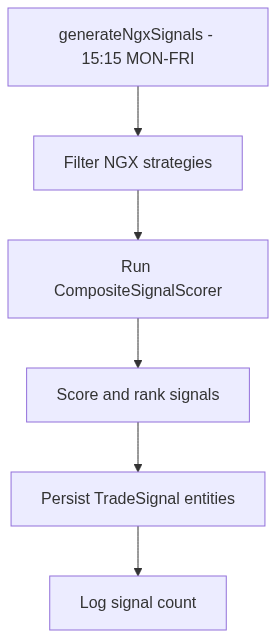 generateNgxSignals -
15:15 MON-FRI
Filter NGX strategies
Run
CompositeSignalScorer
Score and rank signals
Persist TradeSignal entities
Log signal count